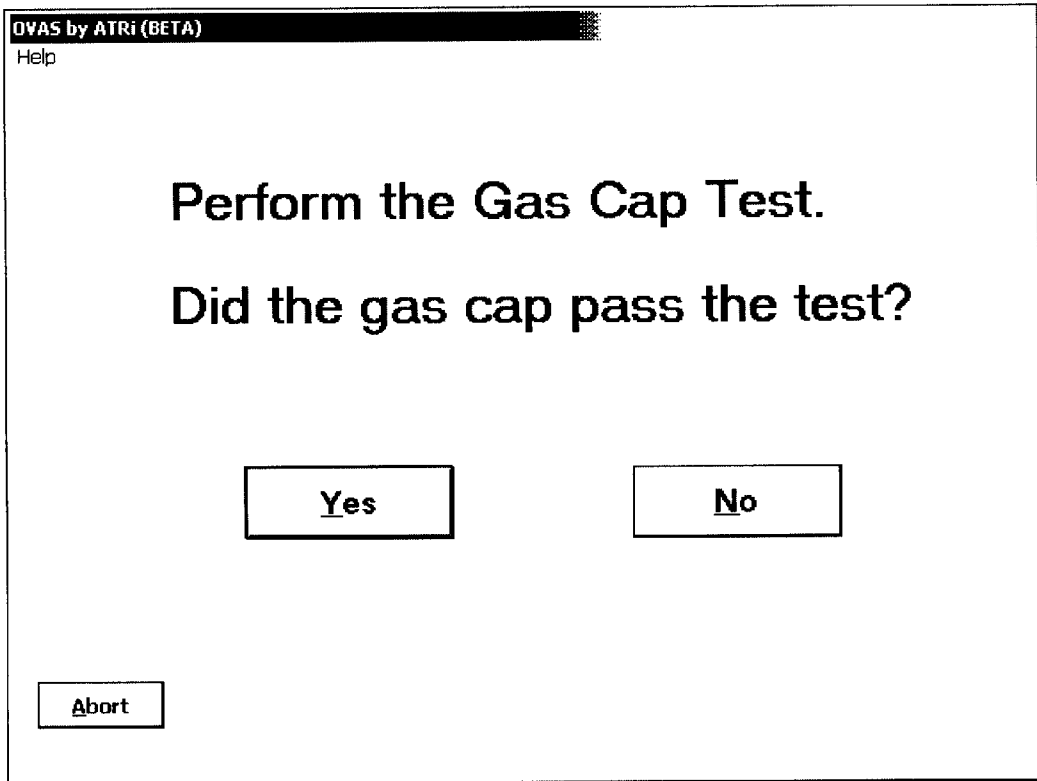 OVAS by ATRi (BETA)
Help
Perform the Gas Cap Test.
Did the gas cap pass the test?
Yes
No
Abort